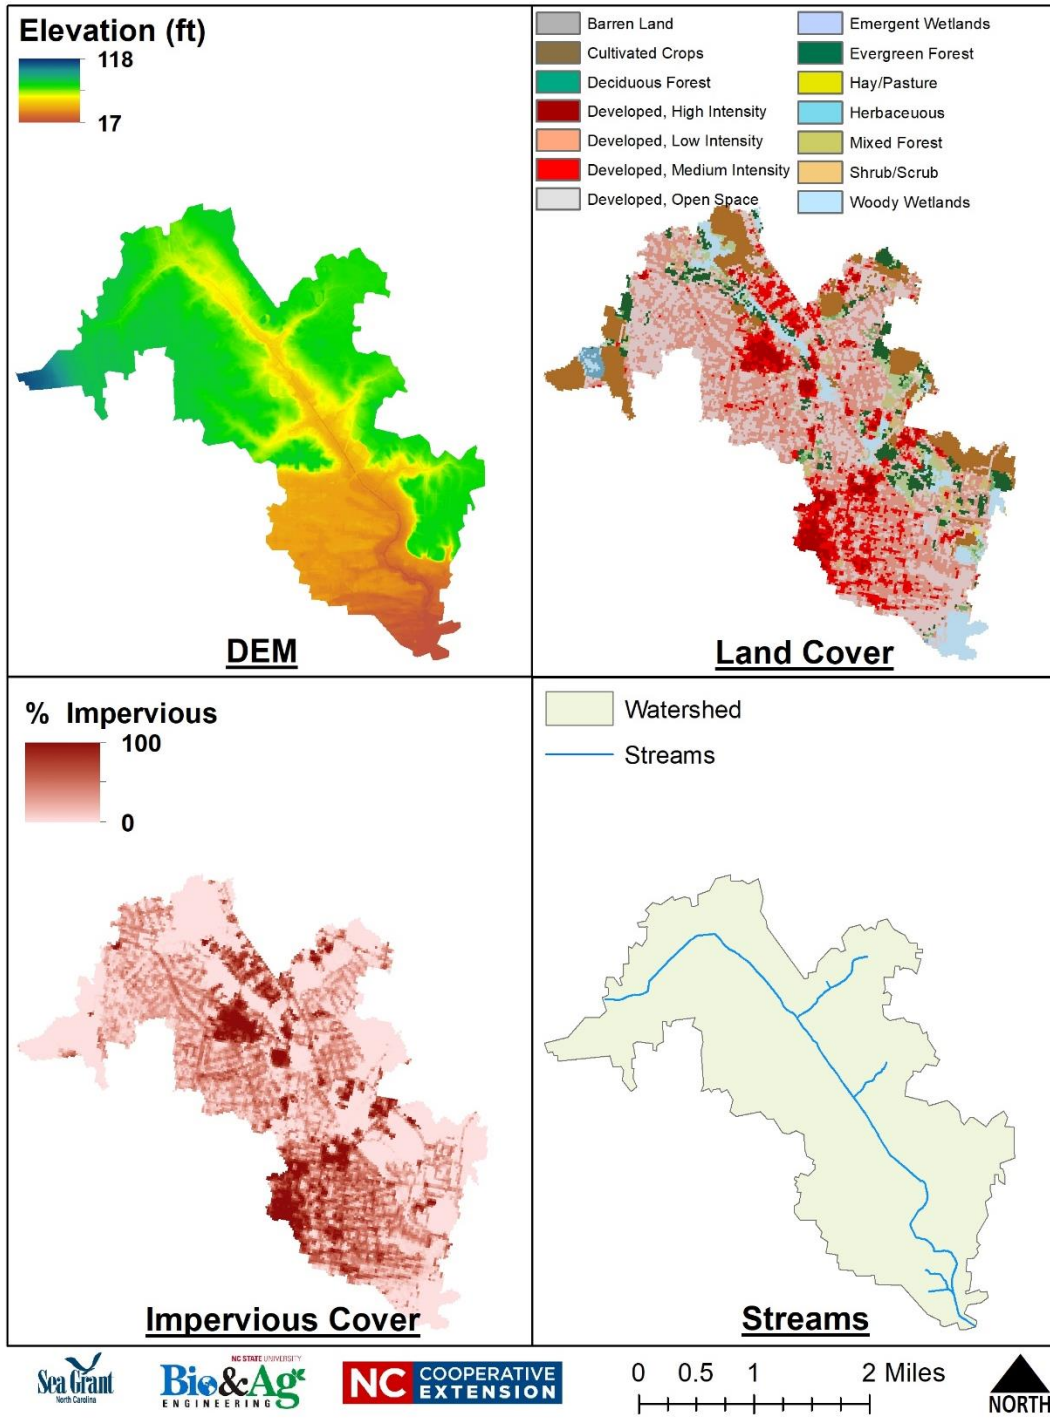 Elevation (ft)
118
17
DEM
Barren Land
Cultivated Crops
Deciduous Forest
Developed, High Intensity
Developed, Low Intensity
Developed, Medium Intensity
Developed, Open Space
Emergent Wetlands
Evergreen Forest
Hay/Pasture
Herbaceuous
Mixed Forest
Shrub/Scrub
Woody Wetlands
Land Cover
% Impervious
100
0
Impervious Cover
Watershed
Streams
Streams
Sea Grant
North Carolina
NC STATE UNIVERSITY
Bio&Ag
ENGINEERING
NC COOPERATIVE
EXTENSION
0 0.5 1 2 Miles
NORTH